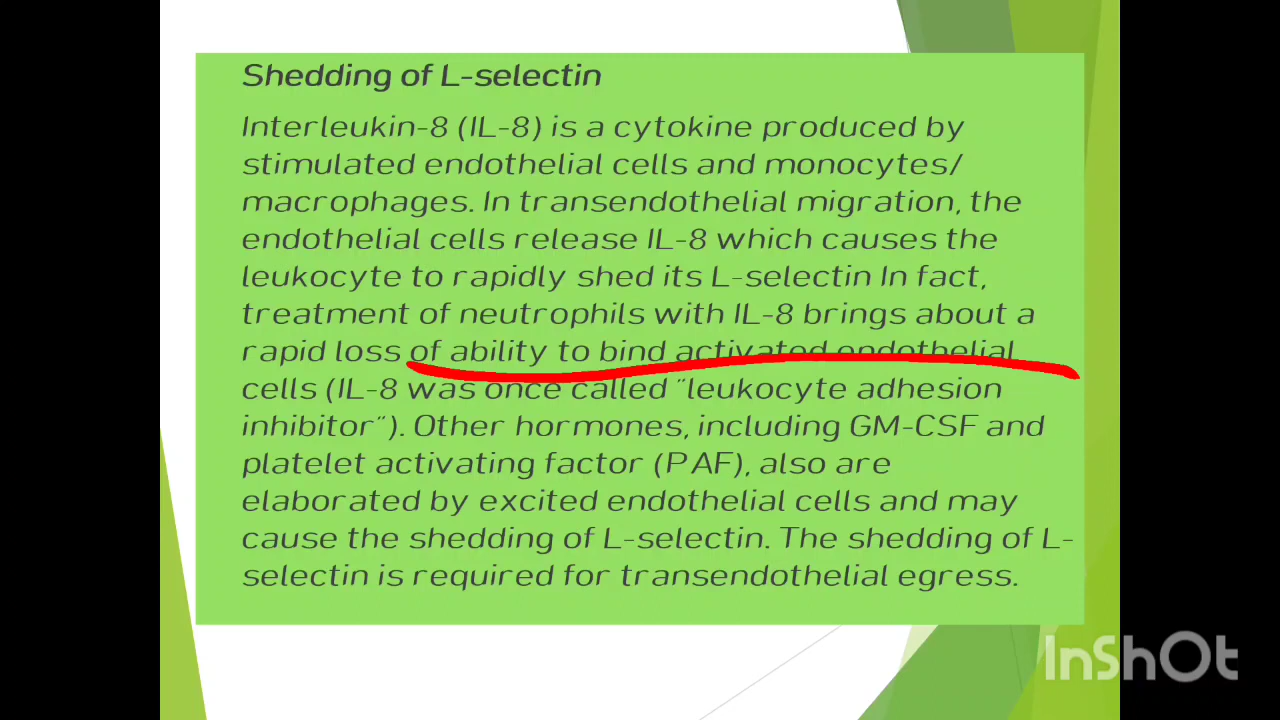 Shedding of L-selectin
Interleukin-8 (IL-8) is a cytokine produced by
stimulated endothelial cells and monocytes/
macrophages. In transendothelial migration, the
endothelial cells release IL-8 which causes the
leukocyte to rapidly shed its L-selectin In fact,
treatment of neutrophils with IL-8 brings about a
rapid loss of ability to bind activated endothelial
cells (IL-8 was once called "leukocyte adhesion
inhibitor"). Other hormones, including GM-CSF and
platelet activating factor (PAF), also are
elaborated by excited endothelial cells and may
cause the shedding of L-selectin. The shedding of L-
selectin is required for transendothelial egress.
InShOt